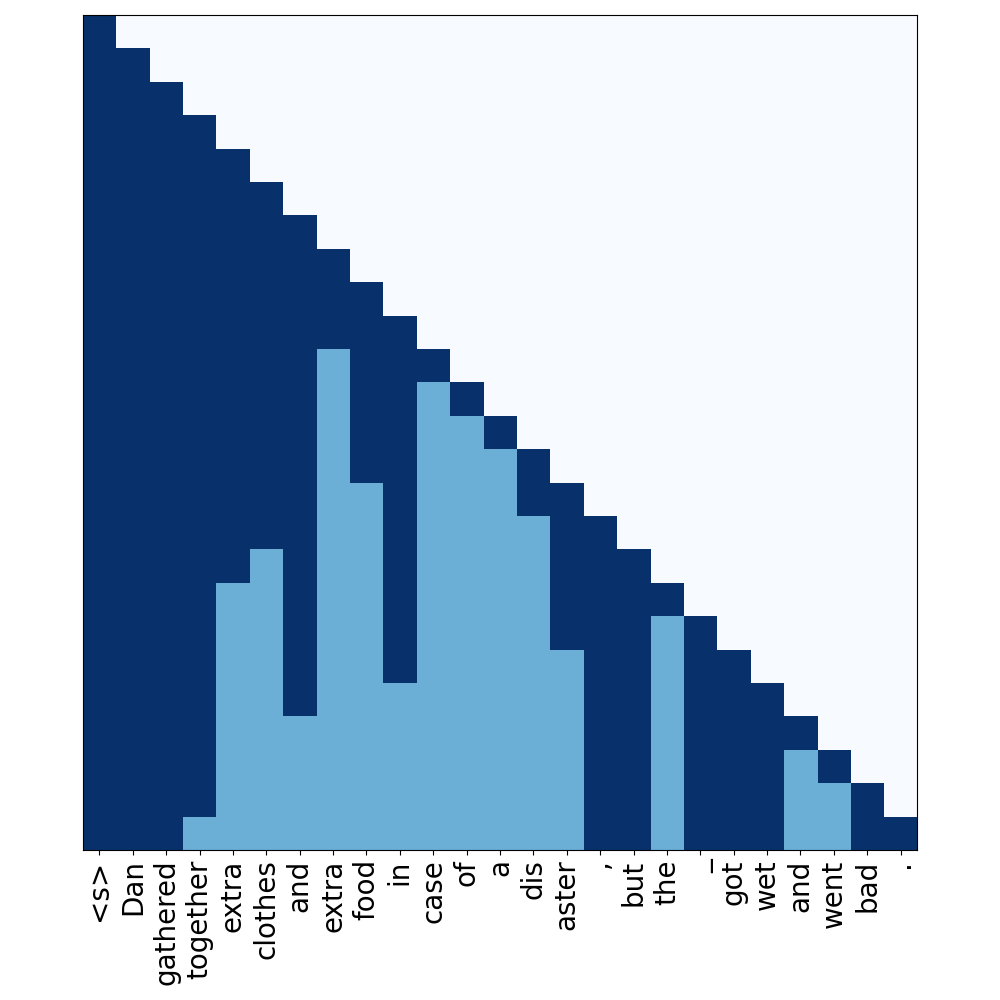 <s>
Dan
gathered
together
extra
clothes
and
extra
food
in
case
of
a
dis
aster
,
but
the
_
got
wet
and
went
bad
.